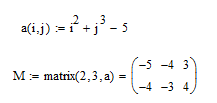 a(i,j) := i² + j³ − 5
M := matrix(2,3,a) = (−5 −4 3
−4 −3 4)